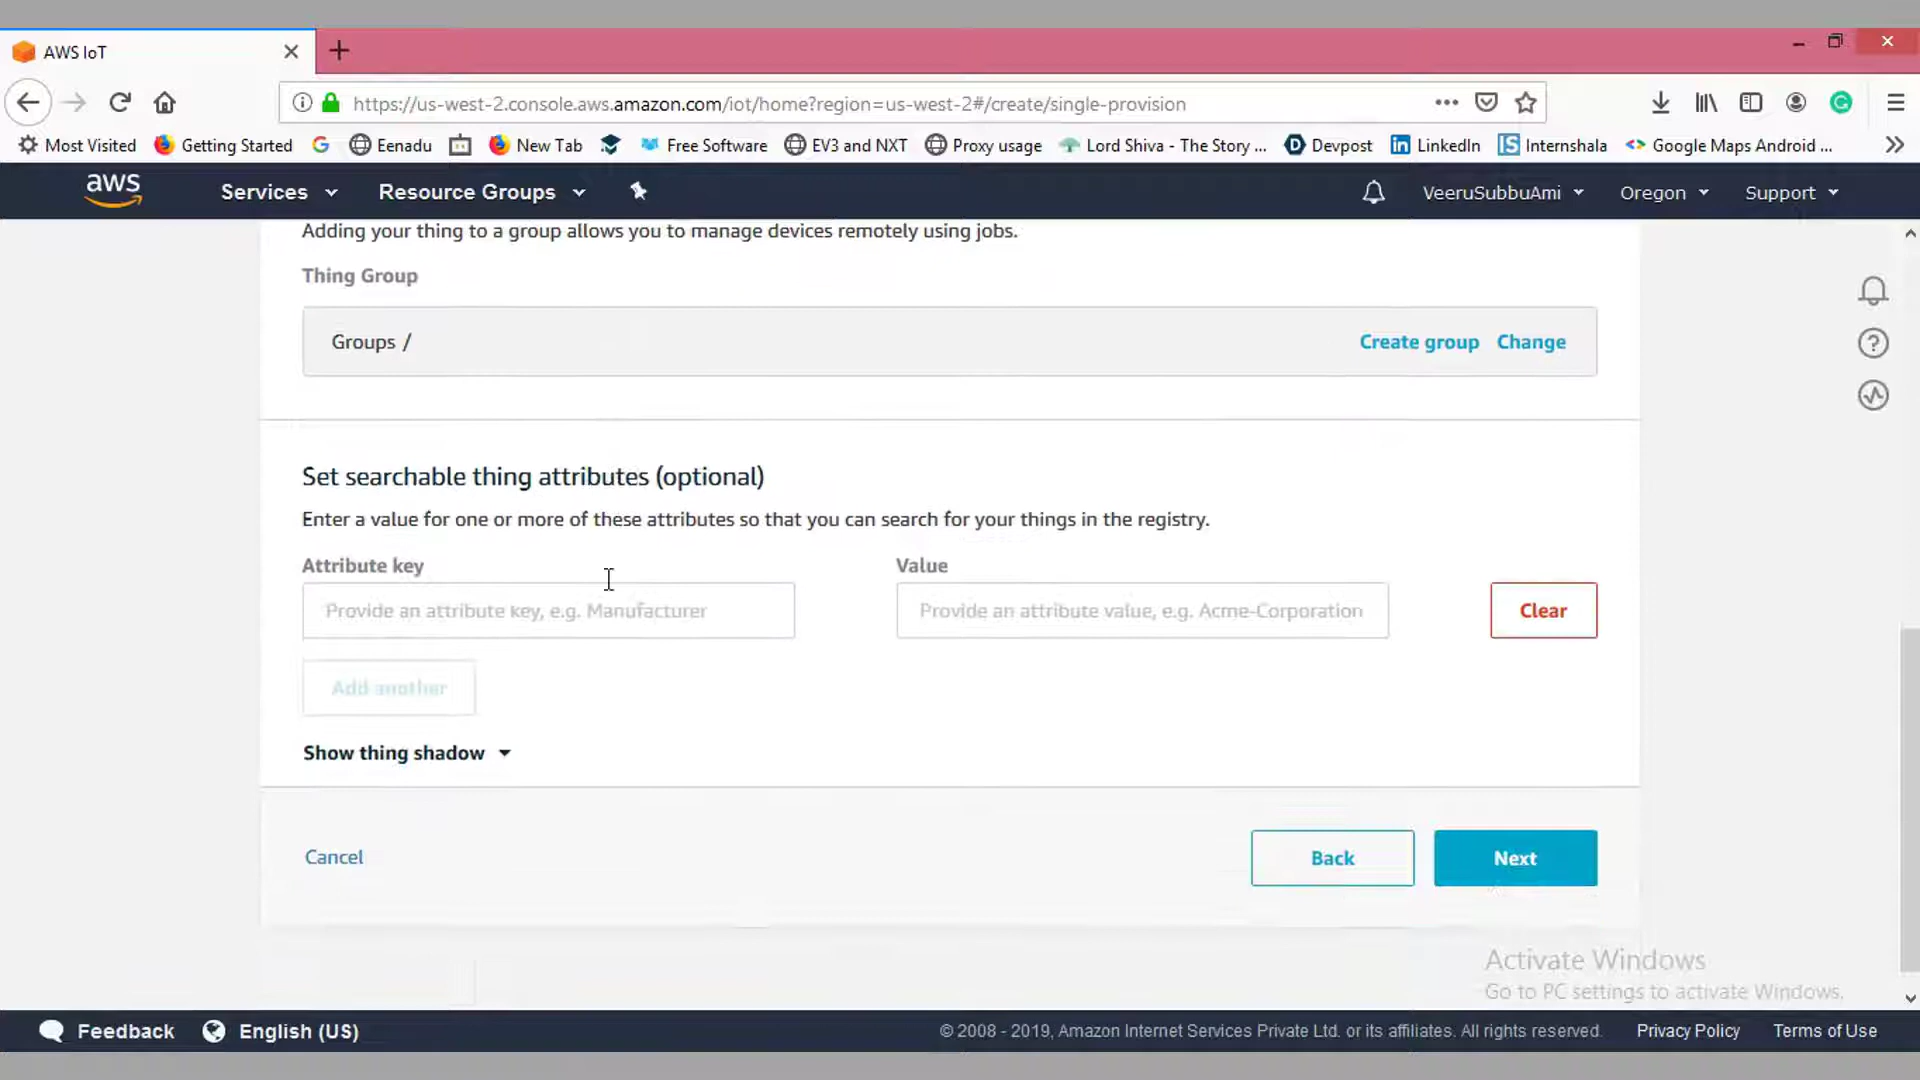 AWS IoT
https://us-west-2.console.aws.amazon.com/iot/home?region=us-west-2#/create/single-provision
Most Visited Getting Started Eenadu New Tab Free Software EV3 and NXT Proxy usage Lord Shiva - The Story ... Devpost LinkedIn Internshala Google Maps Android ...
aws Services Resource Groups VeeruSubbuAmi Oregon Support
Adding your thing to a group allows you to manage devices remotely using jobs.
Thing Group
Groups / Create group Change
Set searchable thing attributes (optional)
Enter a value for one or more of these attributes so that you can search for your things in the registry.
Attribute key Value
Provide an attribute key, e.g. Manufacturer Provide an attribute value, e.g. Acme-Corporation Clear
Add another
Show thing shadow
Cancel Back Next
Activate Windows
Go to PC settings to activate Windows.
Feedback English (US) © 2008 - 2019, Amazon Internet Services Private Ltd. or its affiliates. All rights reserved. Privacy Policy Terms of Use